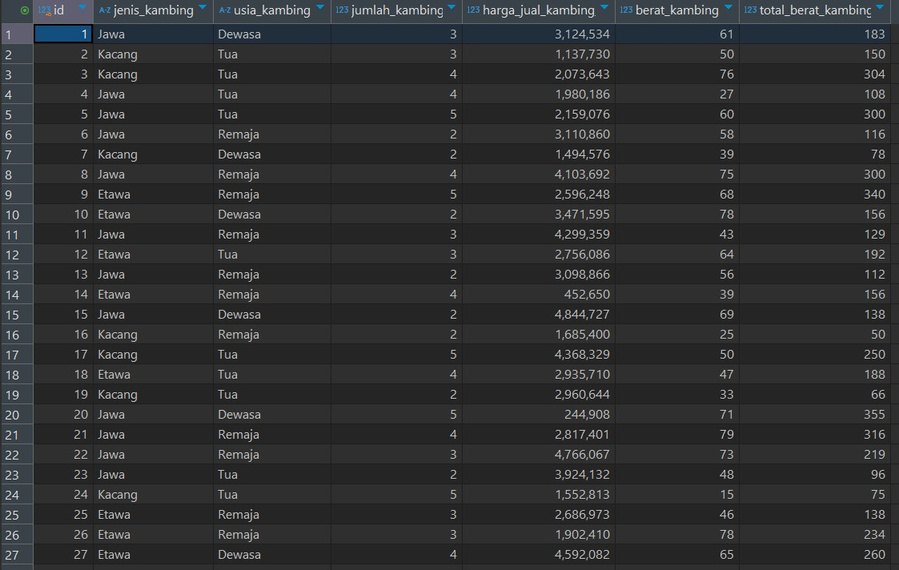 id jenis_kambing usia_kambing jumlah_kambing harga_jual_kambing berat_kambing total_berat_kambing
1 1 Jawa Dewasa 3 3,124,534 61 183
2 2 Kacang Tua 3 1,137,730 50 150
3 3 Kacang Tua 4 2,073,643 76 304
4 4 Jawa Tua 4 1,980,186 27 108
5 5 Jawa Tua 5 2,159,076 60 300
6 6 Jawa Remaja 2 3,110,860 58 116
7 7 Kacang Dewasa 2 1,494,576 39 78
8 8 Jawa Remaja 4 4,103,692 75 300
9 9 Etawa Remaja 5 2,596,248 68 340
10 10 Etawa Dewasa 2 3,471,595 78 156
11 11 Jawa Remaja 3 4,299,359 43 129
12 12 Etawa Tua 3 2,756,086 64 192
13 13 Jawa Remaja 2 3,098,866 56 112
14 14 Etawa Remaja 4 452,650 39 156
15 15 Jawa Dewasa 2 4,844,727 69 138
16 16 Kacang Remaja 2 1,685,400 25 50
17 17 Kacang Tua 5 4,368,329 50 250
18 18 Etawa Tua 4 2,935,710 47 188
19 19 Kacang Tua 2 2,960,644 33 66
20 20 Jawa Dewasa 5 244,908 71 355
21 21 Jawa Remaja 4 2,817,401 79 316
22 22 Jawa Remaja 3 4,766,067 73 219
23 23 Jawa Tua 2 3,924,132 48 96
24 24 Kacang Tua 5 1,552,813 15 75
25 25 Etawa Remaja 3 2,686,973 46 138
26 26 Etawa Remaja 3 1,902,410 78 234
27 27 Etawa Dewasa 4 4,592,082 65 260